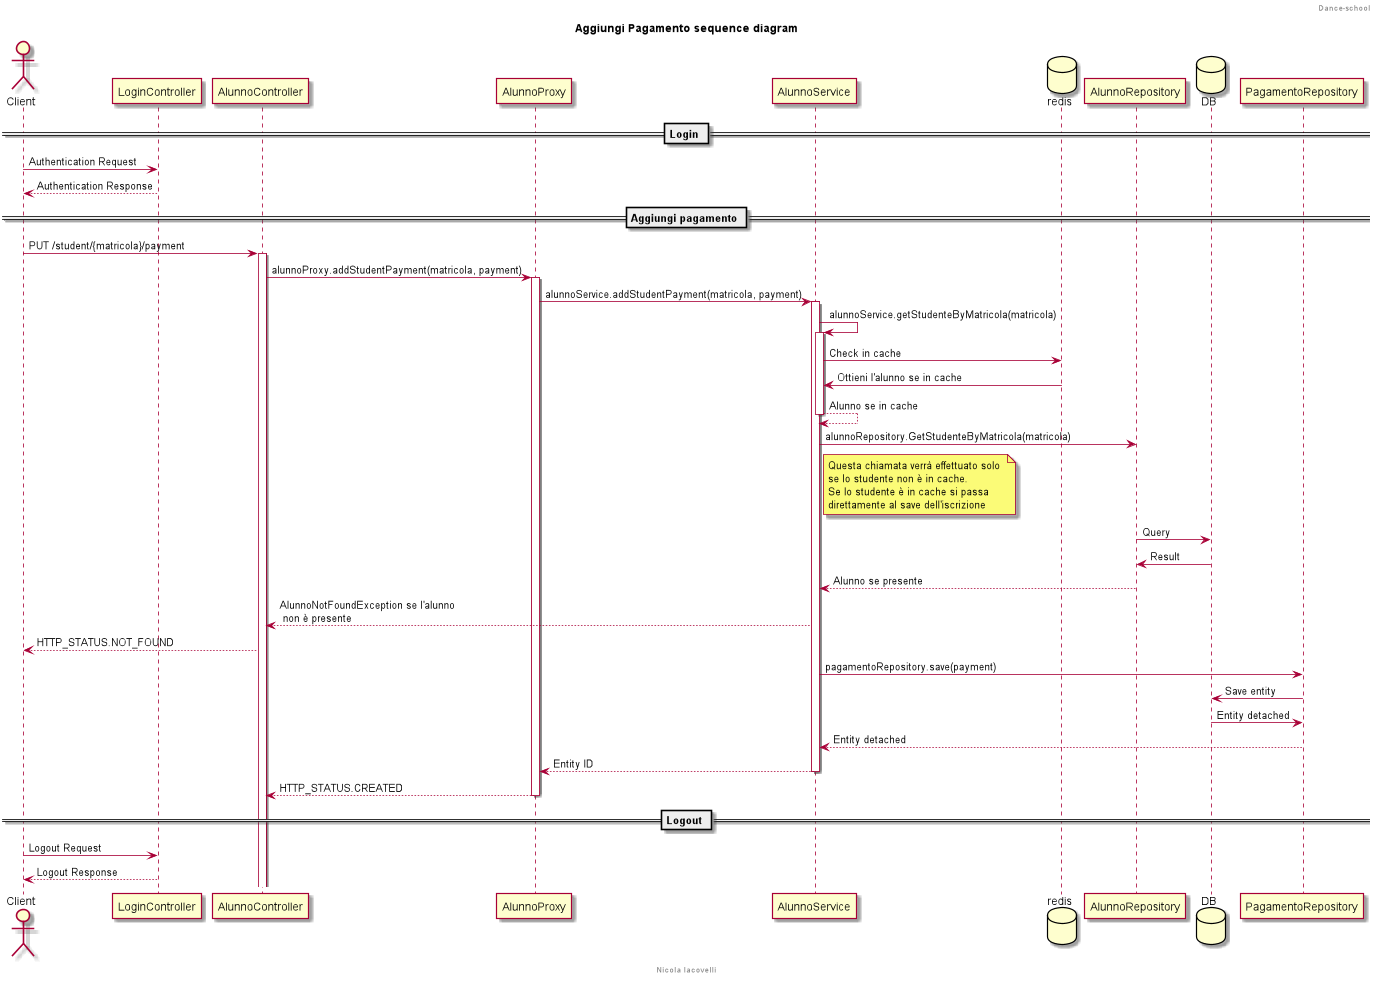 Dance-school
Aggiungi Pagamento sequence diagram
Client
LoginController
AlunnoController
AlunnoProxy
AlunnoService
redis
AlunnoRepository
DB
PagamentoRepository
Login
Authentication Request
Authentication Response
Aggiungi pagamento
PUT /student/{matricola}/payment
alunnoProxy.addStudentPayment(matricola, payment)
alunnoService.addStudentPayment(matricola, payment)
alunnoService.getStudenteByMatricola(matricola)
Check in cache
Ottieni l'alunno se in cache
Alunno se in cache
alunnoRepository.GetStudenteByMatricola(matricola)
Questa chiamata verrá effettuato solo
se lo studente non è in cache.
Se lo studente è in cache si passa
direttamente al save dell'iscrizione
Query
Result
Alunno se presente
AlunnoNotFoundException se l'alunno
non è presente
HTTP_STATUS.NOT_FOUND
pagamentoRepository.save(payment)
Save entity
Entity detached
Entity detached
Entity ID
HTTP_STATUS.CREATED
Logout
Logout Request
Logout Response
Client
LoginController
AlunnoController
AlunnoProxy
AlunnoService
redis
AlunnoRepository
DB
PagamentoRepository
Nicola Iacovelli